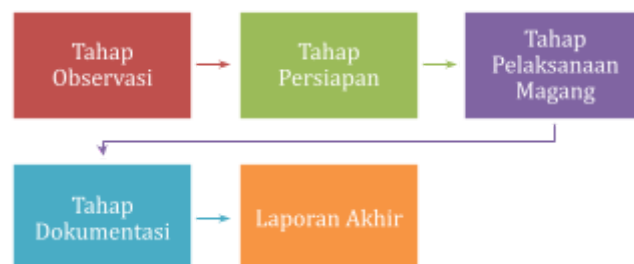 Tahap
Observasi
Tahap
Persiapan
Tahap
Pelaksanaan
Magang
Tahap
Dokumentasi
Laporan Akhir